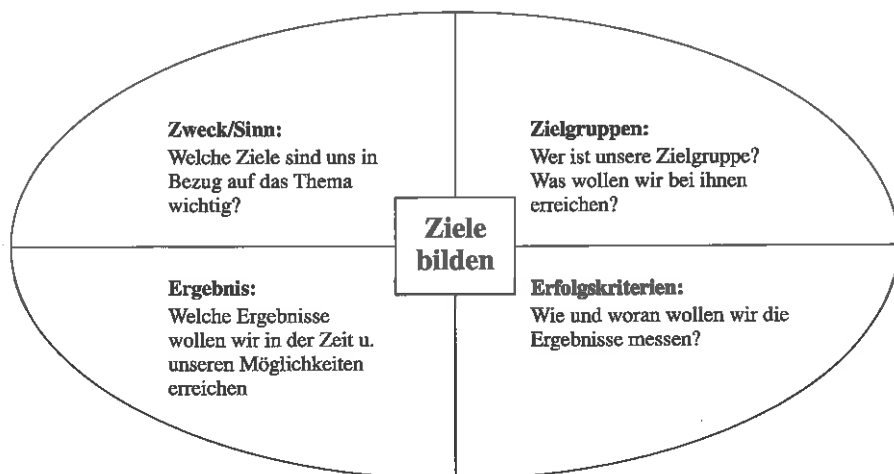 Zweck/Sinn:
Welche Ziele sind uns in
Bezug auf das Thema
wichtig?
Zielgruppen:
Wer ist unsere Zielgruppe?
Was wollen wir bei ihnen
erreichen?
Ziele
bilden
Ergebnis:
Welche Ergebnisse
wollen wir in der Zeit u.
unseren Möglichkeiten
erreichen
Erfolgskriterien:
Wie und woran wollen wir die
Ergebnisse messen?